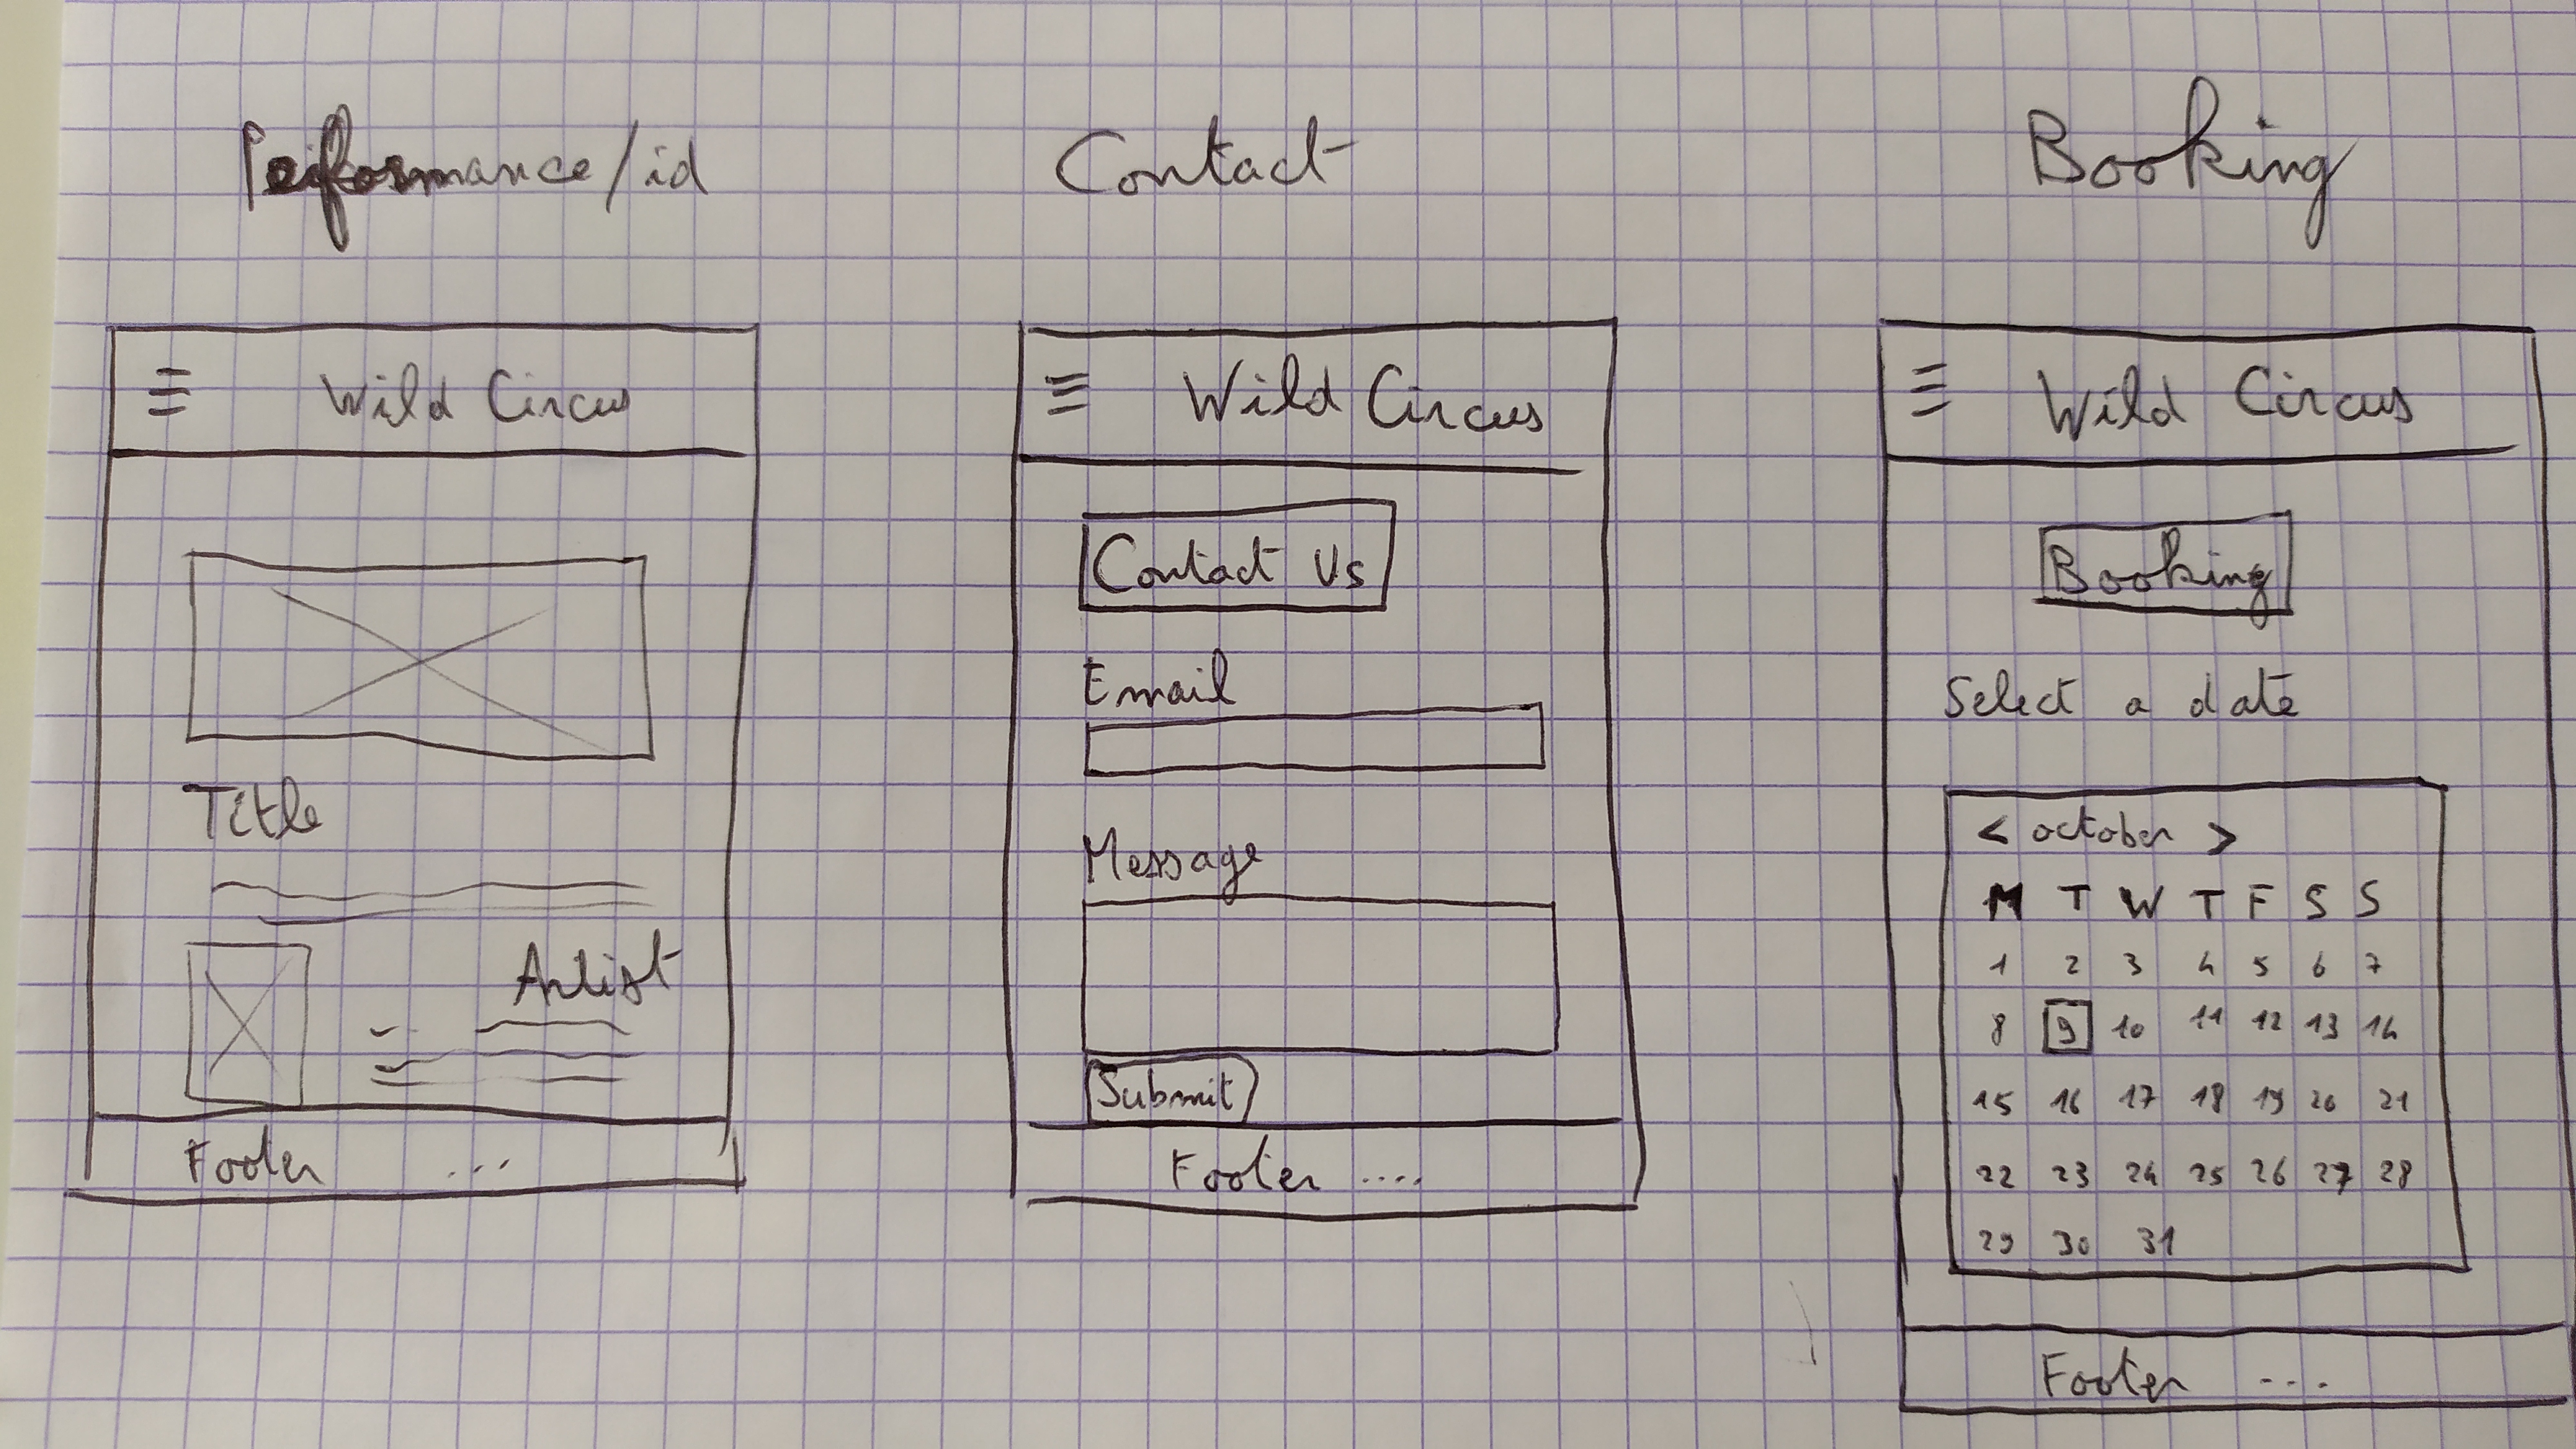 Performance/id
Wild Circus
Title
Artist
Footer ...
Contact
Wild Circus
Contact Us
Email
Message
Submit
Footer ....
Booking
Wild Circus
Booking
Select a date
< october >
M T W T F S S
1 2 3 4 5 6 7
8 9 10 11 12 13 14
15 16 17 18 19 20 21
22 23 24 25 26 27 28
29 30 31
Footer ...